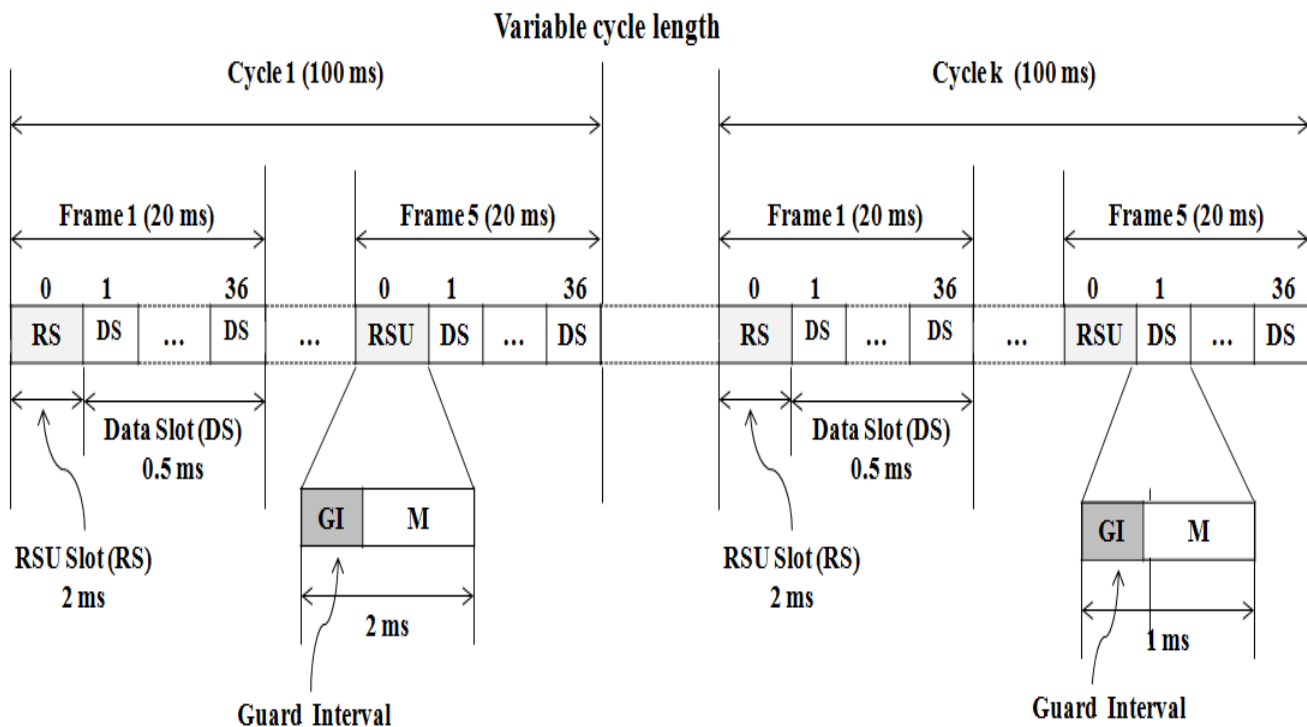 Variable cycle length
Cycle 1 (100 ms)
Cycle k (100 ms)
Frame 1 (20 ms)
Frame 5 (20 ms)
Frame 1 (20 ms)
Frame 5 (20 ms)
0 1 36 0 1 36 0 1 36 0 1 36
RS DS ... DS ... RSU DS ... DS RS DS ... DS ... RSU DS ... DS
Data Slot (DS)
0.5 ms
Data Slot (DS)
0.5 ms
GI M
GI M
RSU Slot (RS)
2 ms
RSU Slot (RS)
2 ms
2 ms
1 ms
Guard Interval
Guard Interval